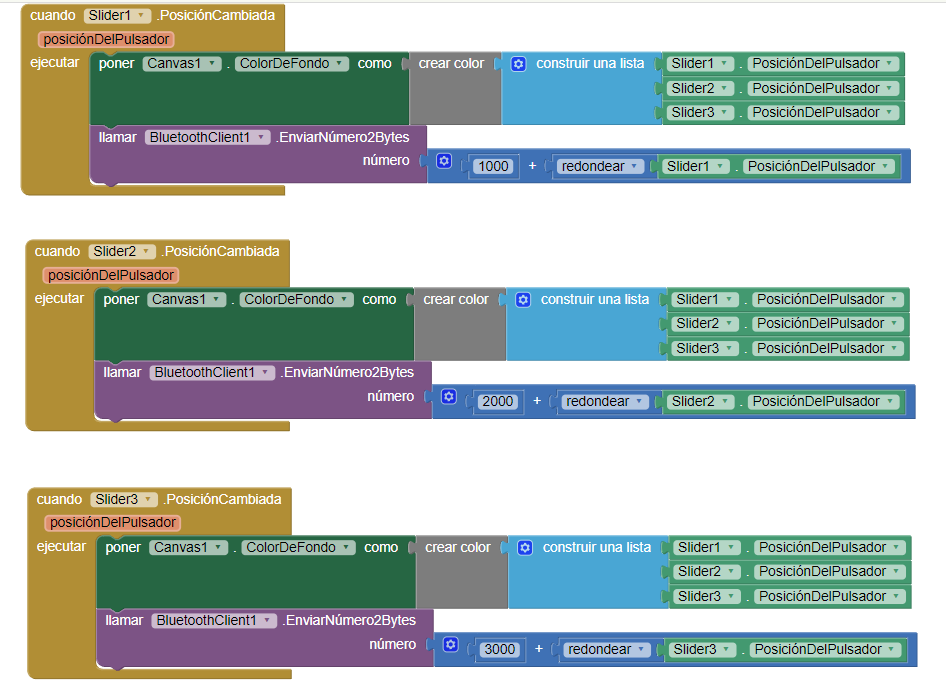 cuando Slider1 .PosiciónCambiada
posiciónDelPulsador
ejecutar poner Canvas1 . ColorDeFondo como crear color construir una lista Slider1 . PosiciónDelPulsador
Slider2 . PosiciónDelPulsador
Slider3 . PosiciónDelPulsador
llamar BluetoothClient1 .EnviarNúmero2Bytes
número 1000 + redondear Slider1 . PosiciónDelPulsador
cuando Slider2 .PosiciónCambiada
posiciónDelPulsador
ejecutar poner Canvas1 . ColorDeFondo como crear color construir una lista Slider1 . PosiciónDelPulsador
Slider2 . PosiciónDelPulsador
Slider3 . PosiciónDelPulsador
llamar BluetoothClient1 .EnviarNúmero2Bytes
número 2000 + redondear Slider2 . PosiciónDelPulsador
cuando Slider3 .PosiciónCambiada
posiciónDelPulsador
ejecutar poner Canvas1 . ColorDeFondo como crear color construir una lista Slider1 . PosiciónDelPulsador
Slider2 . PosiciónDelPulsador
Slider3 . PosiciónDelPulsador
llamar BluetoothClient1 .EnviarNúmero2Bytes
número 3000 + redondear Slider3 . PosiciónDelPulsador